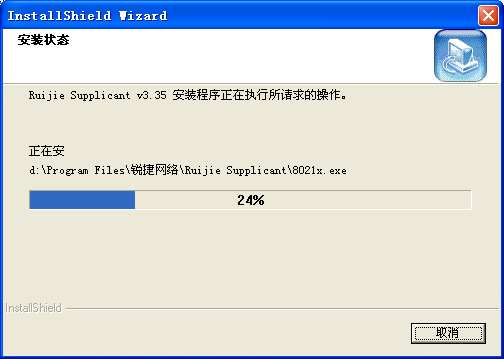 InstallShield Wizard
安装状态
Ruijie Supplicant v3.35 安装程序正在执行所请求的操作。
正在安
d:\Program Files\锐捷网络\Ruijie Supplicant\8021x.exe
24%
InstallShield
取消